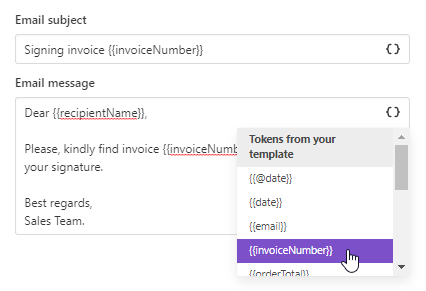 Email subject
Signing invoice {{invoiceNumber}}
{}
Email message
Dear {{recipientName}},
{}
Please, kindly find invoice {{invoiceNumb
your signature.
Best regards,
Sales Team.
Tokens from your
template
{{@date}}
{{date}}
{{email}}
{{invoiceNumber}}
{{orderTotal}}